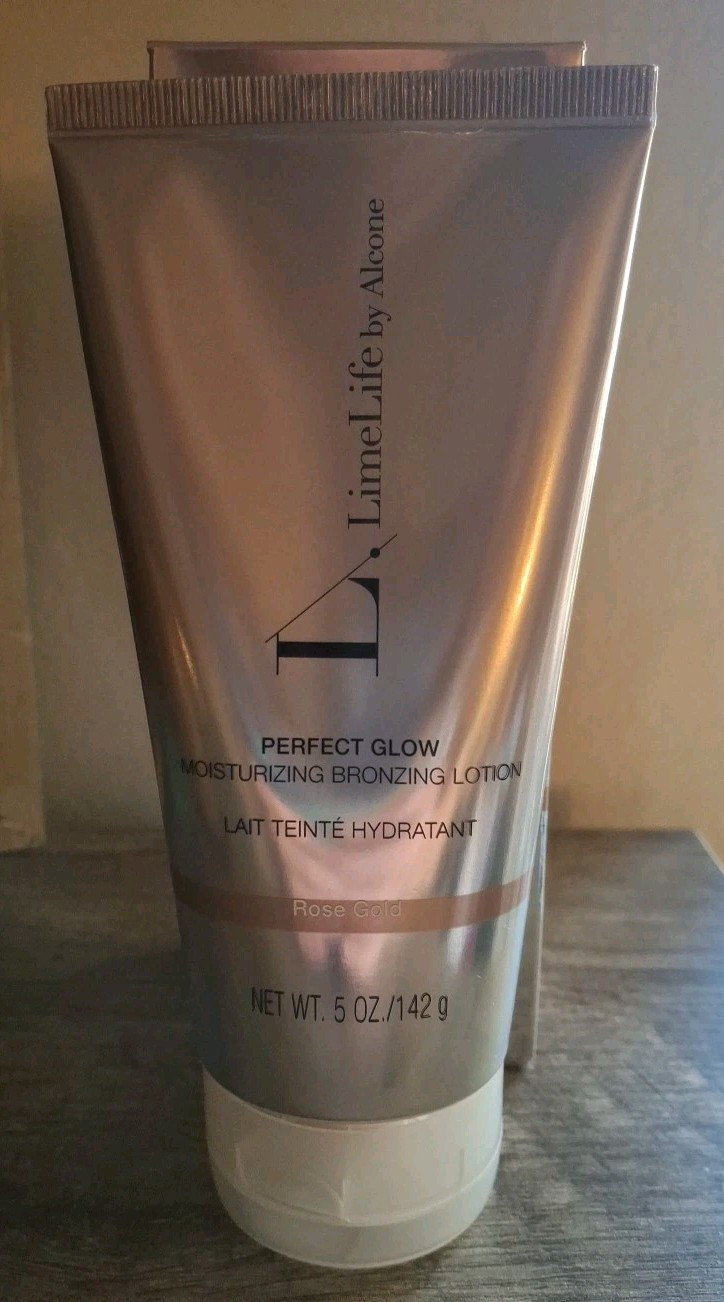 L.
LimeLife by Alcone
PERFECT GLOW
MOISTURIZING BRONZING LOTION
LAIT TEINTÉ HYDRATANT
Rose Gold
NET WT. 5 OZ./142 g